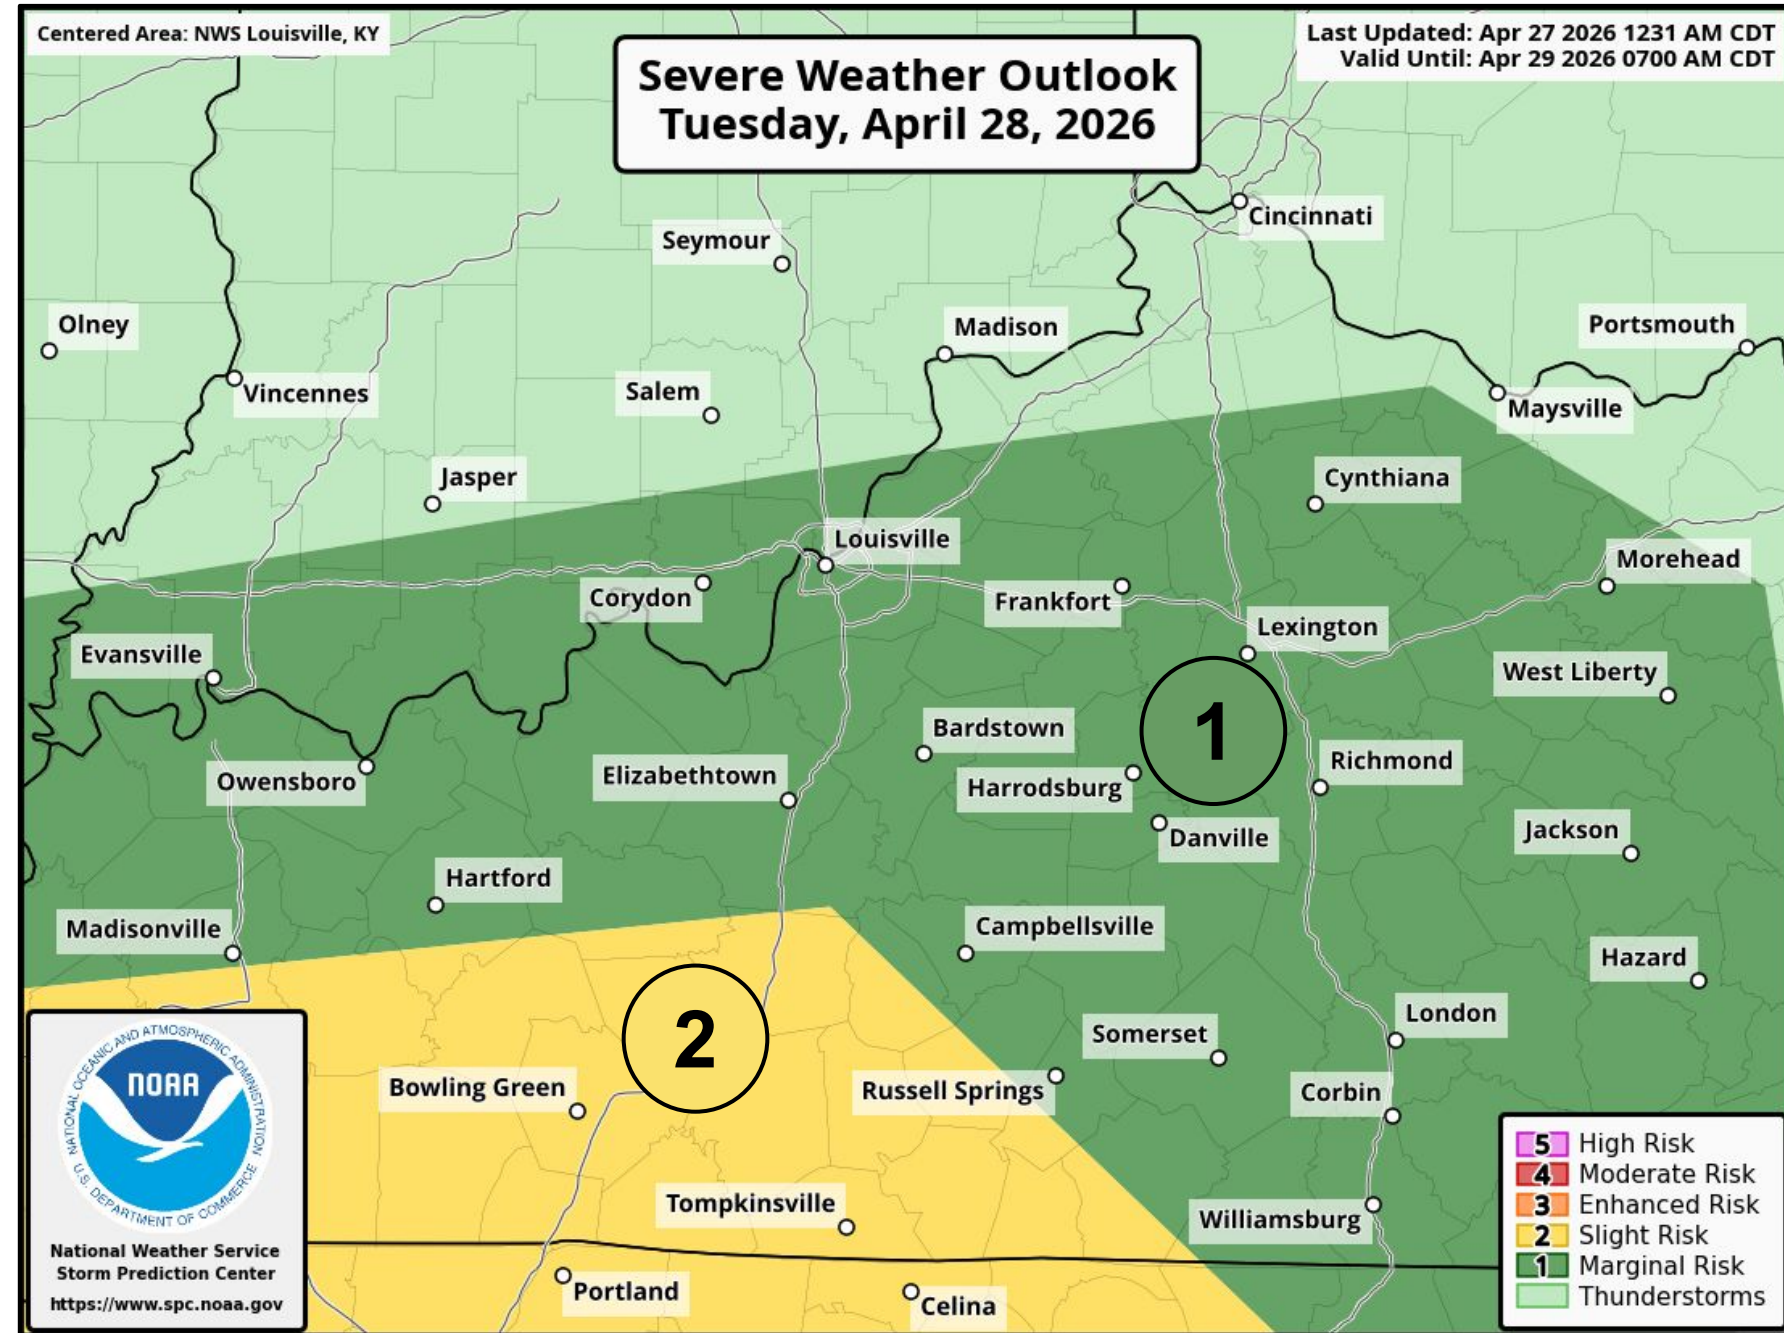 Centered Area: NWS Louisville, KY
Last Updated: Apr 27 2026 1231 AM CDT
Valid Until: Apr 29 2026 0700 AM CDT
Severe Weather Outlook
Tuesday, April 28, 2026
Cincinnati
Seymour
Olney
Madison
Portsmouth
Vincennes
Salem
Maysville
Jasper
Cynthiana
Louisville
Morehead
Corydon
Frankfort
Lexington
Evansville
West Liberty
1
Bardstown
Richmond
Owensboro
Elizabethtown
Harrodsburg
Jackson
Danville
Hartford
Madisonville
Campbellsville
Hazard
2
London
Somerset
Bowling Green
Russell Springs
Corbin
Tompkinsville
Williamsburg
Portland
Celina
NATIONAL OCEANIC AND ATMOSPHERIC ADMINISTRATION
NOAA
U.S. DEPARTMENT OF COMMERCE
National Weather Service
Storm Prediction Center
https://www.spc.noaa.gov
5 High Risk
4 Moderate Risk
3 Enhanced Risk
2 Slight Risk
1 Marginal Risk
Thunderstorms